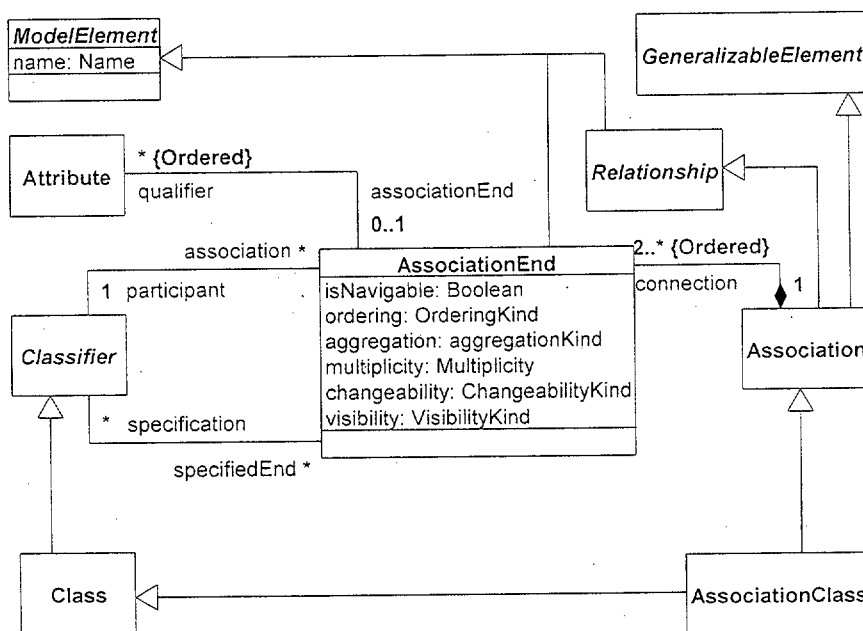 ModelElement
name: Name
GeneralizableElement
Attribute
* {Ordered}
qualifier
associationEnd
0..1
Relationship
association *
1 participant
AssociationEnd
isNavigable: Boolean
ordering: OrderingKind
aggregation: aggregationKind
multiplicity: Multiplicity
changeability: ChangeabilityKind
visibility: VisibilityKind
2..* {Ordered}
connection
1
Association
Classifier
* specification
specifiedEnd *
Class
AssociationClass